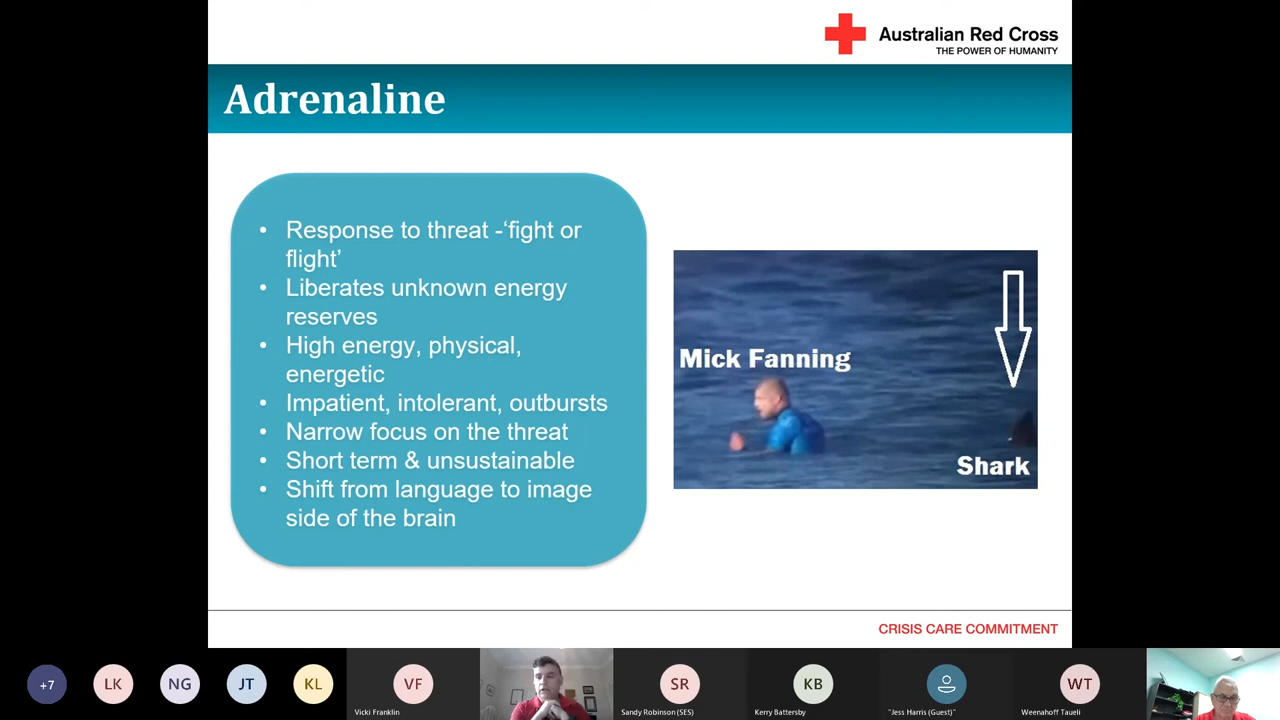 Australian Red Cross
THE POWER OF HUMANITY
Adrenaline
• Response to threat -‘fight or
flight’
• Liberates unknown energy
reserves
• High energy, physical,
energetic
• Impatient, intolerant, outbursts
• Narrow focus on the threat
• Short term & unsustainable
• Shift from language to image
side of the brain
Mick Fanning
Shark
CRISIS CARE COMMITMENT
+7
LK
NG
JT
KL
VF
SR
KB
WT
Vicki Franklin
Sandy Robinson (SES)
Kerry Battersby
"Jess Harris (Guest)"
Weenahoff Taueli